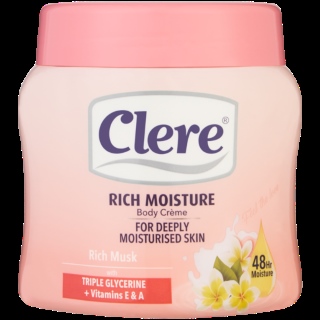 Clere®
RICH MOISTURE
Body Crème
FOR DEEPLY
MOISTURISED SKIN
Rich Musk
with
TRIPLE GLYCERINE
+ Vitamins E & A
48Hr
Moisture